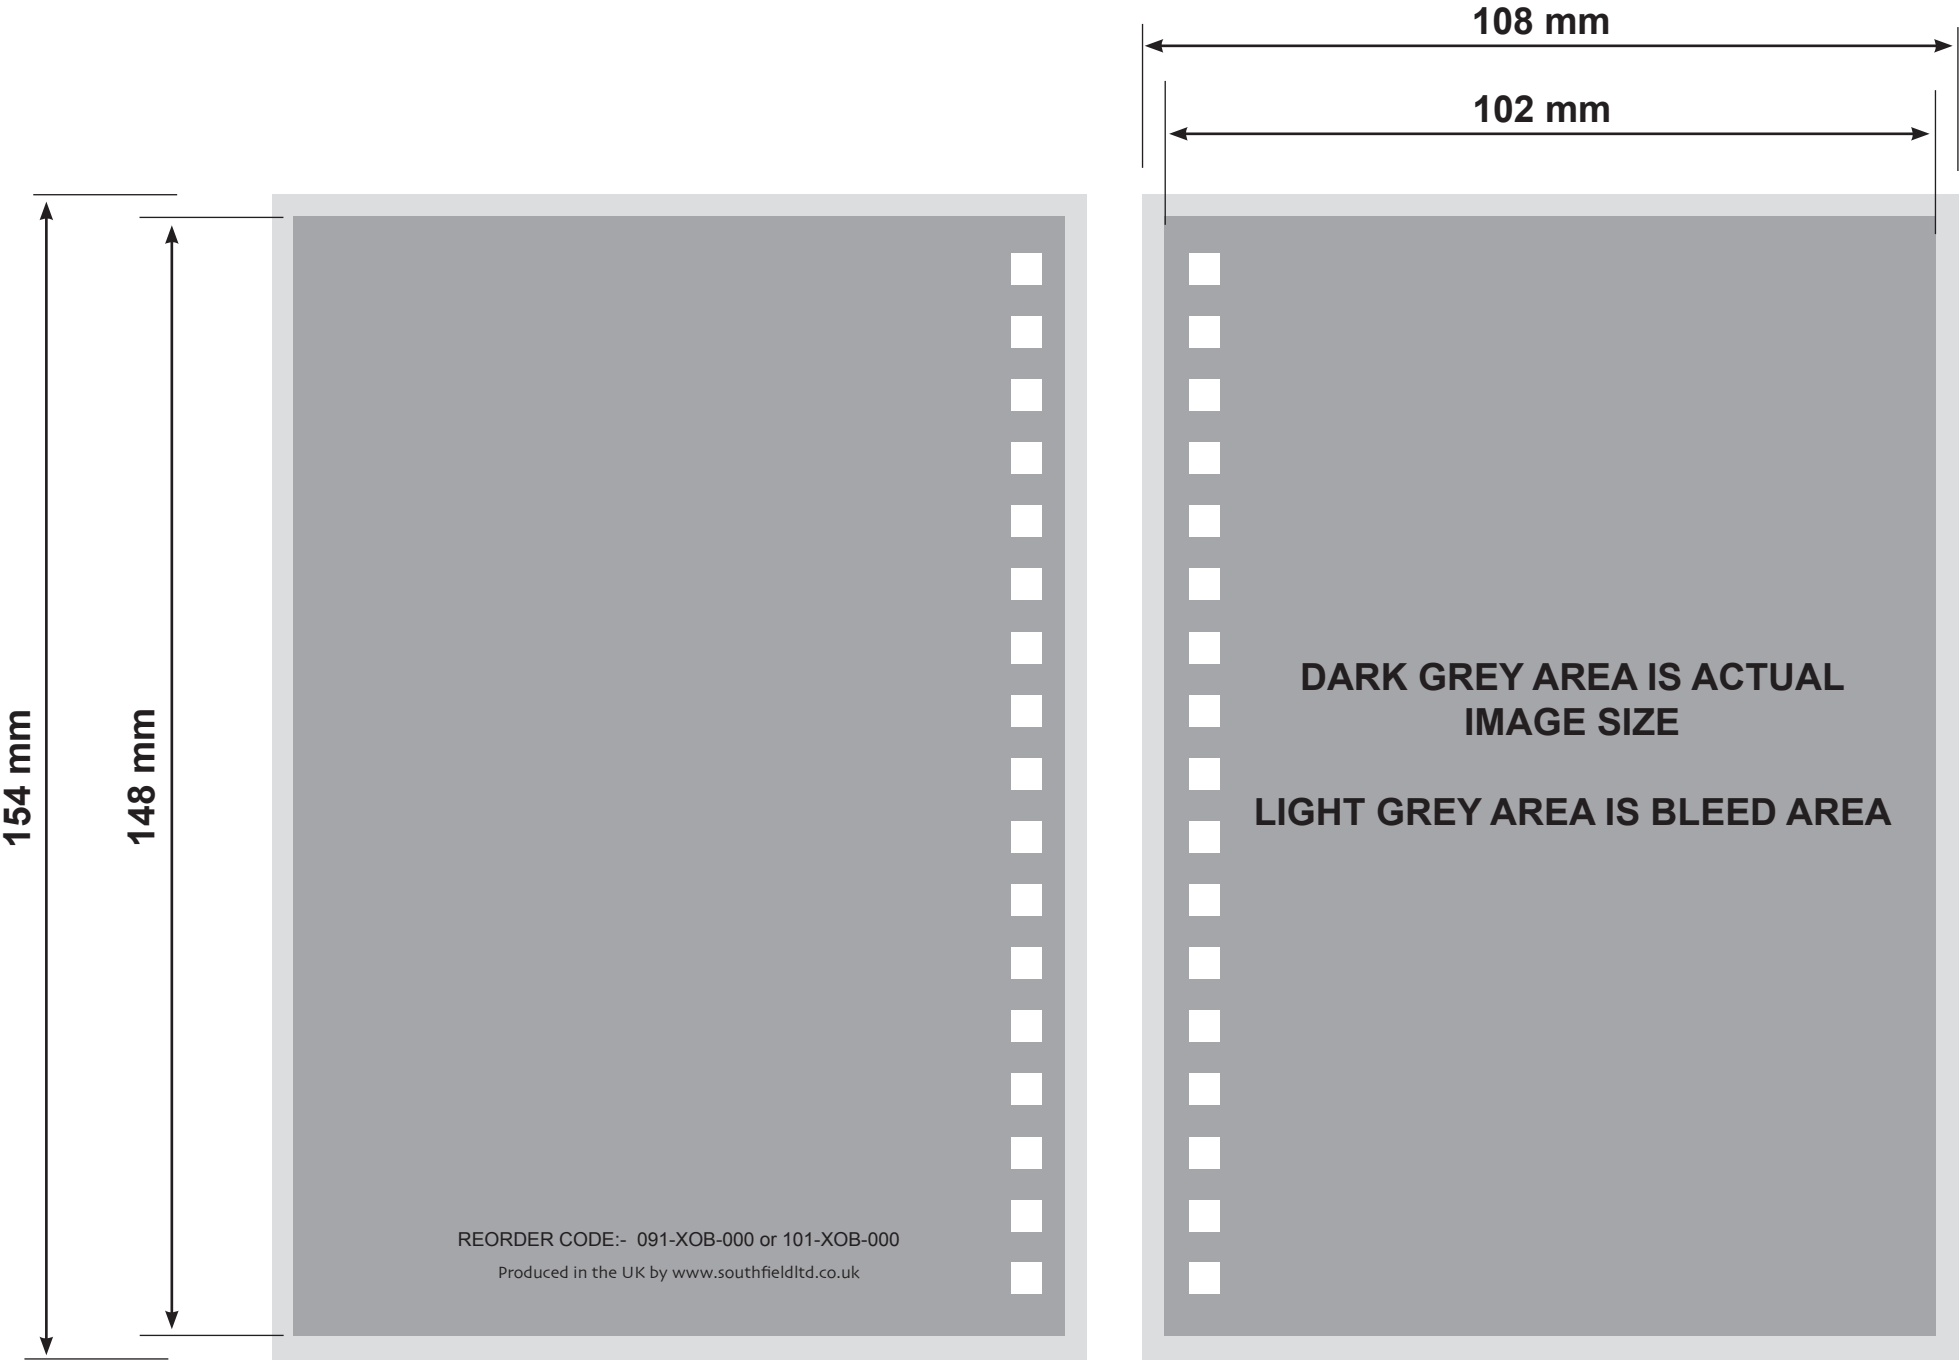 108 mm
102 mm
154 mm
148 mm
DARK GREY AREA IS ACTUAL
IMAGE SIZE
LIGHT GREY AREA IS BLEED AREA
REORDER CODE:- 091-XOB-000 or 101-XOB-000
Produced in the UK by www.southfieldltd.co.uk